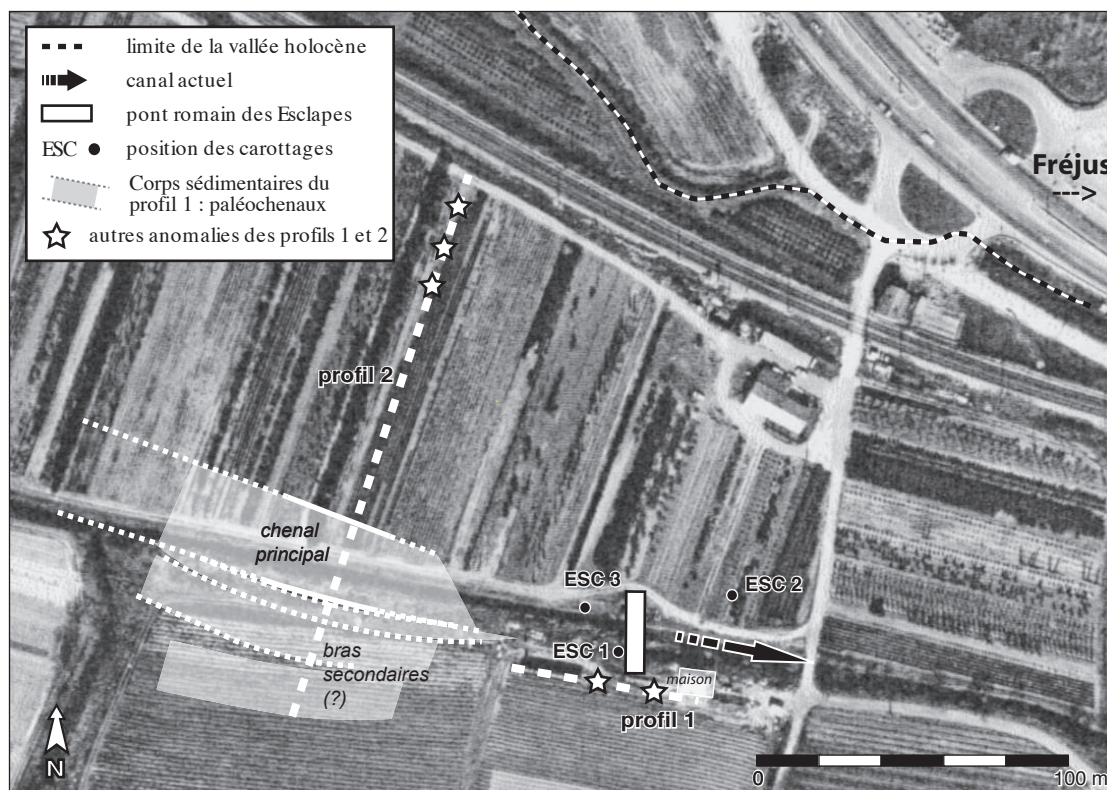 limite de la vallée holocène
canal actuel
pont romain des Esclapes
ESC
position des carottages
Corps sédimentaires du
profil 1 : paléochenaux
autres anomalies des profils 1 et 2
Fréjus
--->
profil 2
chenal
principal
ESC 3
ESC 2
ESC 1
bras
secondaires
(?)
maison
profil 1
N
0
100 m